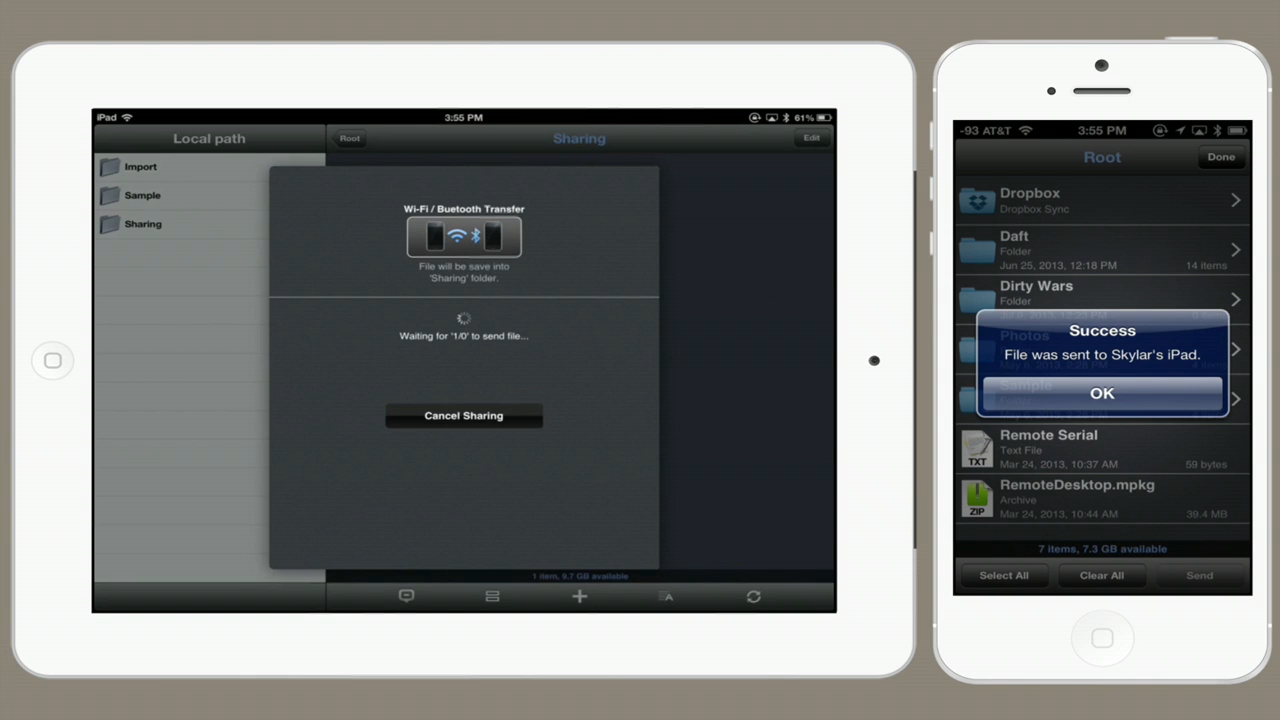 iPad
3:55 PM
61%
Local path
Root
Sharing
Edit
Import
Sample
Sharing
Wi-Fi / Buetooth Transfer
File will be save into
'Sharing' folder.
Waiting for '1/0' to send file...
Cancel Sharing
1 item, 9.7 GB available
-93 AT&T
3:55 PM
Root
Done
Dropbox
Dropbox Sync
Daft
Folder
Jun 25, 2013, 12:18 PM
14 items
Dirty Wars
Folder
Photos
Success
File was sent to Skylar's iPad.
Sample
OK
Remote Serial
Text File
TXT
Mar 24, 2013, 10:37 AM
59 bytes
RemoteDesktop.mpkg
Archive
ZIP
Mar 24, 2013, 10:44 AM
39.4 MB
7 items, 7.3 GB available
Select All
Clear All
Send